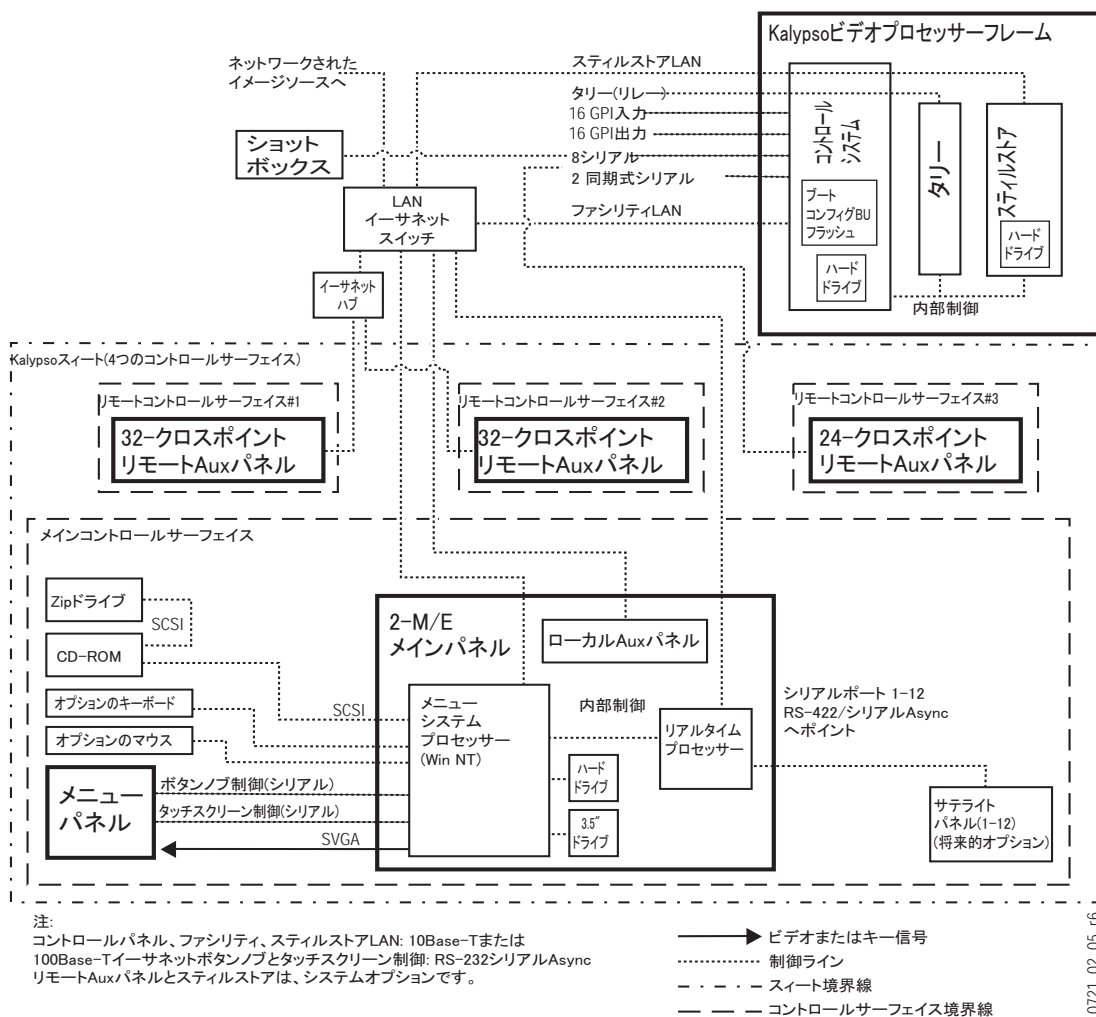 Kalypsoビデオプロセッサーフレーム
ネットワークされた
イメージソースへ
スティルストアLAN
タリー(リレー)
16 GPI入力
16 GPI出力
8シリアル
2 同期式シリアル
ファシリティLAN
ショット
ボックス
LAN
イーサネット
スイッチ
イーサネット
ハブ
コントロール
システム
ブート
コンフィグBU
フラッシュ
ハード
ドライブ
タリー
スティルストア
ハード
ドライブ
内部制御
Kalypsoスィート(4つのコントロールサーフェイス)
リモートコントロールサーフェイス#1
32-クロスポイント
リモートAuxパネル
リモートコントロールサーフェイス#2
32-クロスポイント
リモートAuxパネル
リモートコントロールサーフェイス#3
24-クロスポイント
リモートAuxパネル
メインコントロールサーフェイス
Zipドライブ
SCSI
CD-ROM
オプションのキーボード
オプションのマウス
メニュー
パネル
SCSI
ボタンノブ制御(シリアル)
タッチスクリーン制御(シリアル)
SVGA
2-M/E
メインパネル
ローカルAuxパネル
メニュー
システム
プロセッサー
(Win NT)
内部制御
リアルタイム
プロセッサー
ハード
ドライブ
3.5"
ドライブ
シリアルポート 1-12
RS-422/シリアルAsync
へポイント
サテライト
パネル(1-12)
(将来的オプション)
注:
コントロールパネル、ファシリティ、スティルストアLAN: 10Base-Tまたは
100Base-Tイーサネットボタンノブとタッチスクリーン制御: RS-232シリアルAsync
リモートAuxパネルとスティルストアは、システムオプションです。
ビデオまたはキー信号
制御ライン
スィート境界線
コントロールサーフェイス境界線
0721_02_05_r6